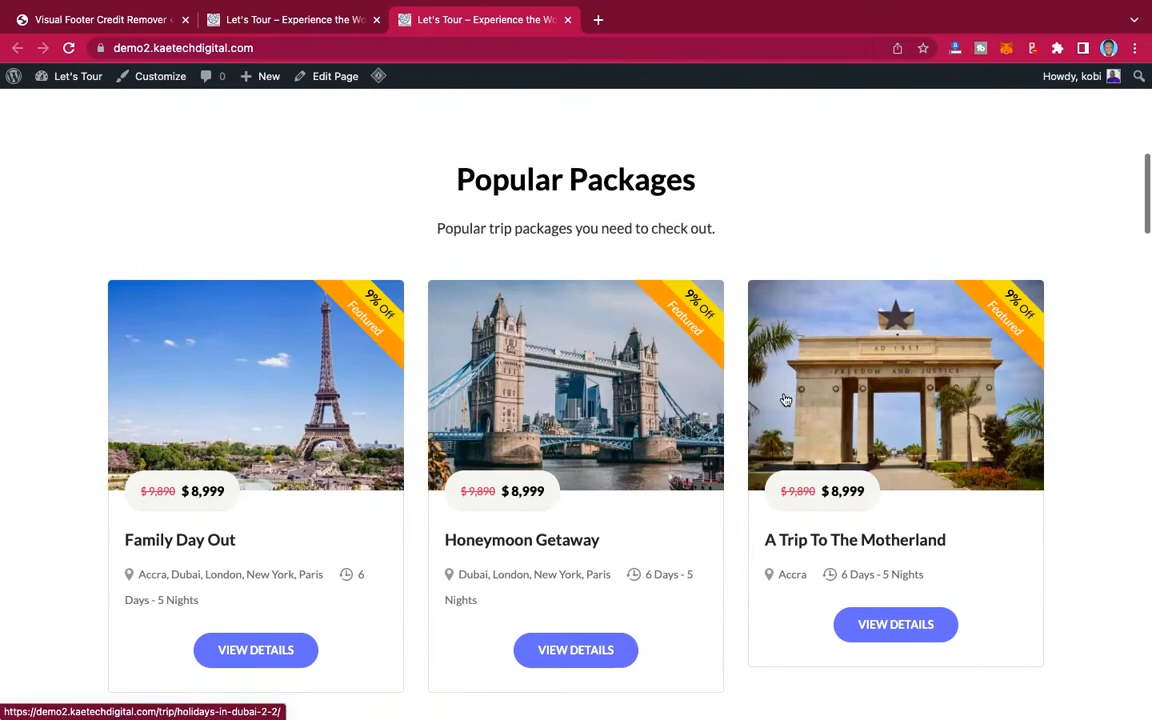 Visual Footer Credit Remover
Let's Tour – Experience the Wo
Let's Tour – Experience the Wo
demo2.kaetechdigital.com
Let's Tour
Customize
0
New
Edit Page
Howdy, kobi
Popular Packages
Popular trip packages you need to check out.
9% Off
Featured
9% Off
Featured
9% Off
Featured
AD 1957
FREEDOM AND JUSTICE
$ 9,890 $ 8,999
$ 9,890 $ 8,999
$ 9,890 $ 8,999
Family Day Out
Honeymoon Getaway
A Trip To The Motherland
Accra, Dubai, London, New York, Paris 6
Days - 5 Nights
Dubai, London, New York, Paris 6 Days - 5
Nights
Accra 6 Days - 5 Nights
VIEW DETAILS
VIEW DETAILS
VIEW DETAILS
https://demo2.kaetechdigital.com/trip/holidays-in-dubai-2-2/